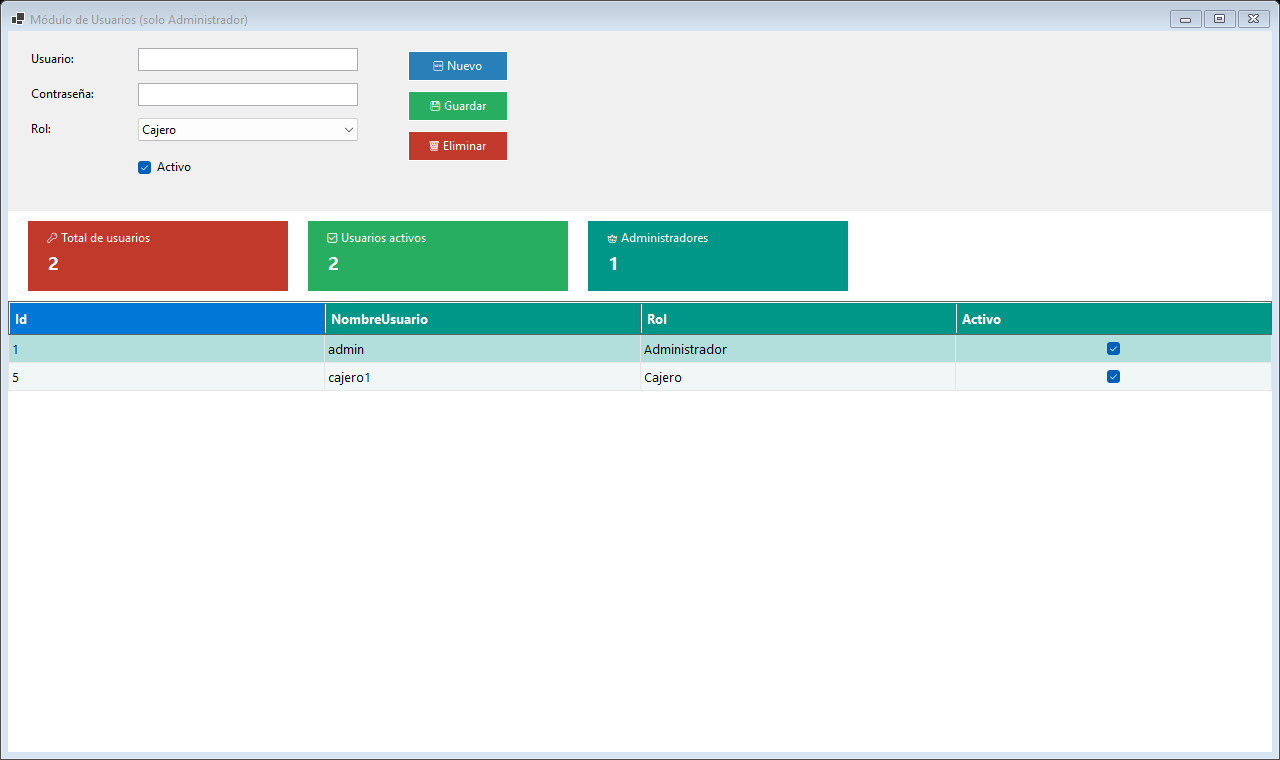 Módulo de Usuarios (solo Administrador)
Usuario:
Contraseña:
Rol:
Cajero
Activo
Nuevo
Guardar
Eliminar
Total de usuarios
2
Usuarios activos
2
Administradores
1
Id NombreUsuario Rol Activo
1 admin Administrador
5 cajero1 Cajero